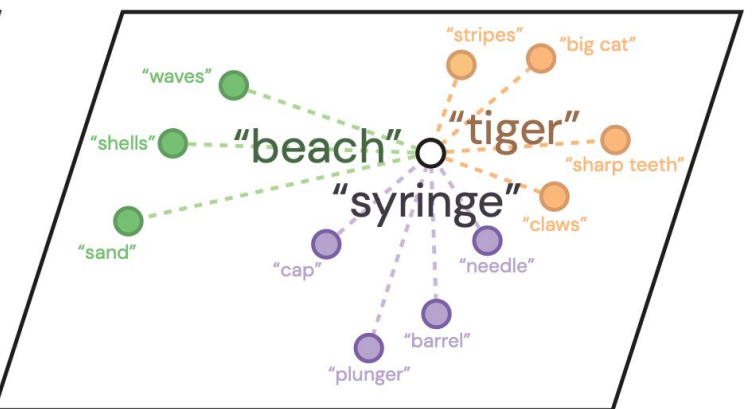 “stripes”
“big cat”
“waves”
“tiger”
“shells”
“beach”
“sharp teeth”
“syringe”
“claws”
“sand”
“cap”
“needle”
“barrel”
“plunger”